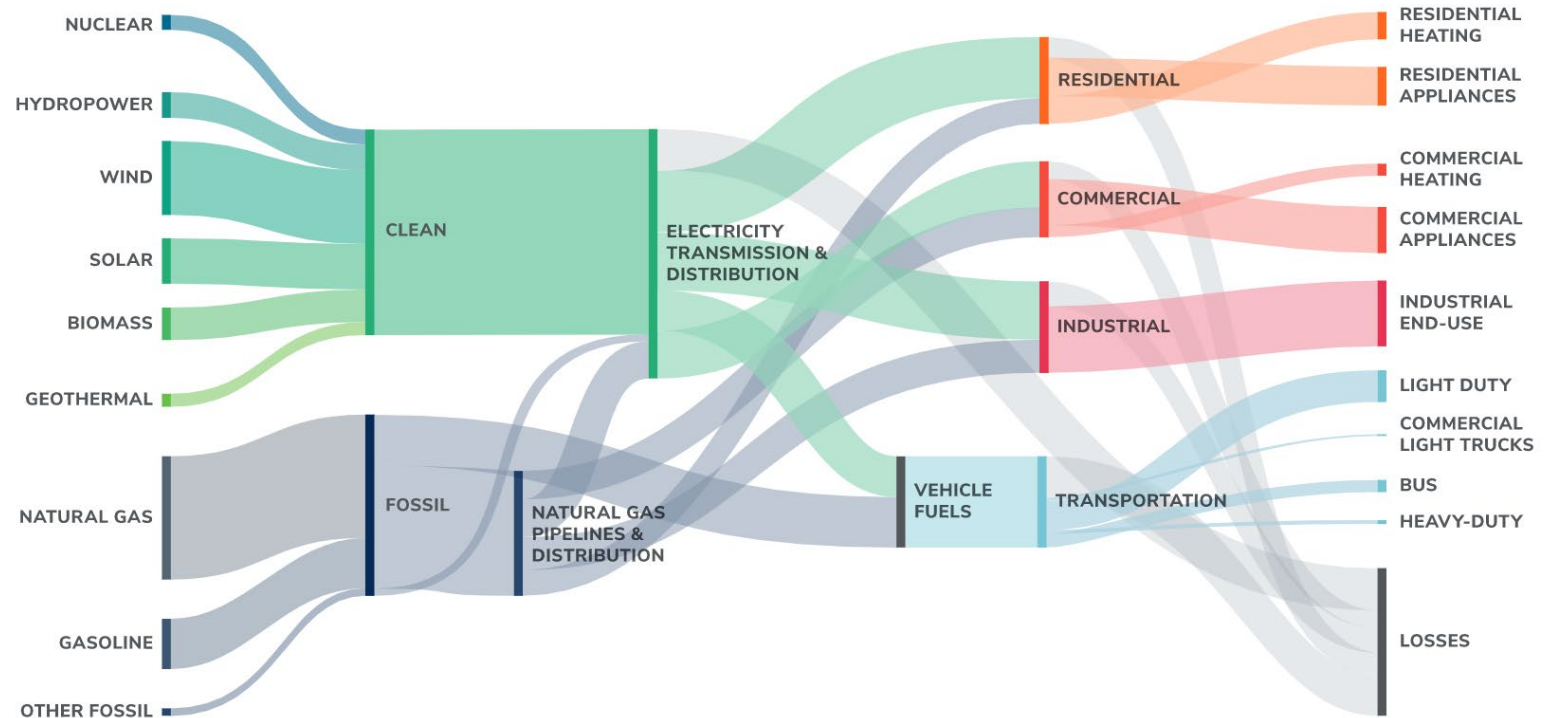 NUCLEAR
HYDROPOWER
WIND
SOLAR
BIOMASS
GEOTHERMAL
NATURAL GAS
GASOLINE
OTHER FOSSIL
CLEAN
FOSSIL
NATURAL GAS
PIPELINES &
DISTRIBUTION
ELECTRICITY
TRANSMISSION &
DISTRIBUTION
VEHICLE
FUELS
RESIDENTIAL
COMMERCIAL
INDUSTRIAL
TRANSPORTATION
RESIDENTIAL
HEATING
RESIDENTIAL
APPLIANCES
COMMERCIAL
HEATING
COMMERCIAL
APPLIANCES
INDUSTRIAL
END-USE
LIGHT DUTY
COMMERCIAL
LIGHT TRUCKS
BUS
HEAVY-DUTY
LOSSES